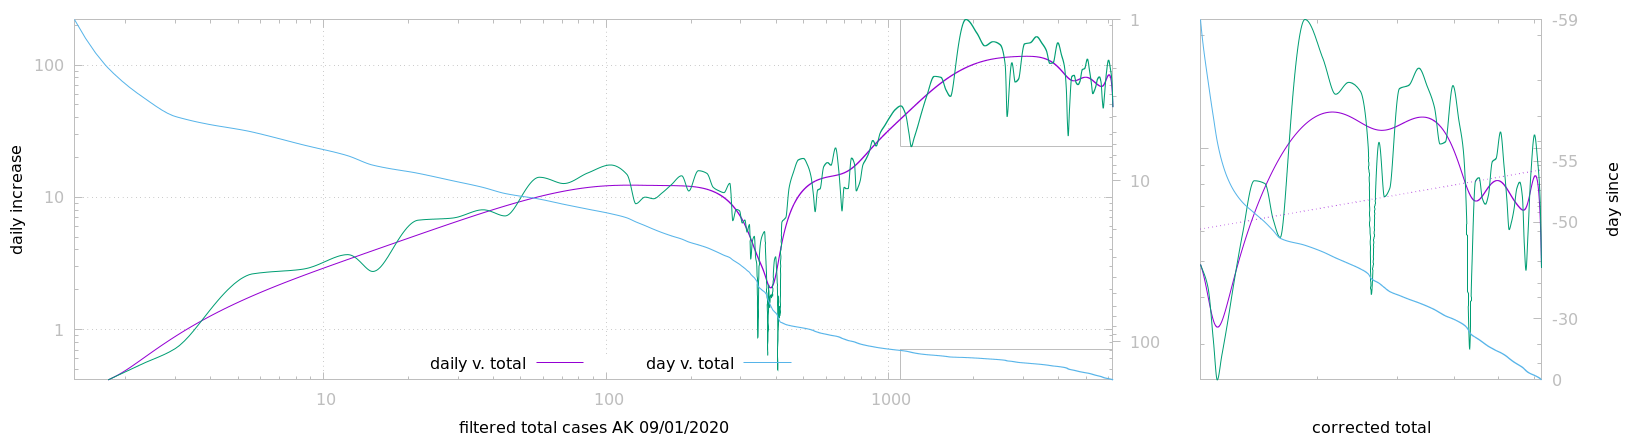 100
10
1
daily increase
daily v. total
day v. total
10
100
1000
filtered total cases AK 09/01/2020
1
10
100
-59
-55
-50
-30
0
day since
corrected total